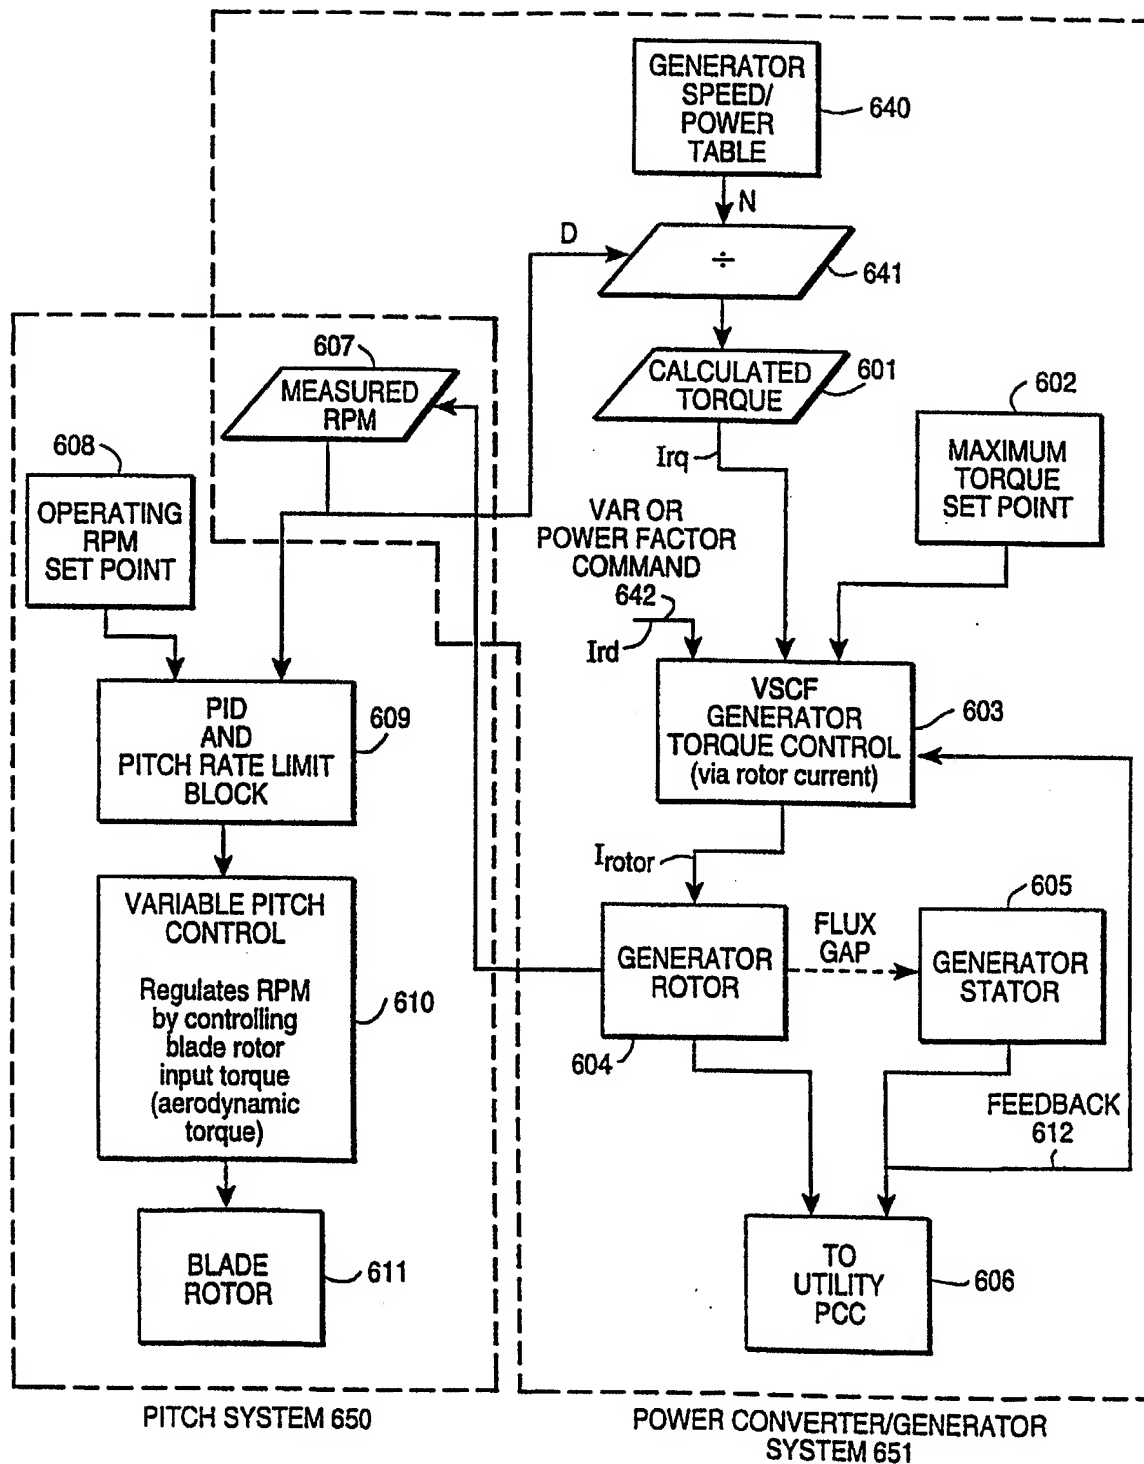 GENERATOR
SPEED/
POWER
TABLE
640
N
D
÷
641
607
MEASURED
RPM
CALCULATED
TORQUE
601
602
MAXIMUM
TORQUE
SET POINT
608
OPERATING
RPM
SET POINT
Irq
VAR OR
POWER FACTOR
COMMAND
642
Ird
PID
AND
PITCH RATE LIMIT
BLOCK
609
VSCF
GENERATOR
TORQUE CONTROL
(via rotor current)
603
Irotor
VARIABLE PITCH
CONTROL
Regulates RPM
by controlling
blade rotor
input torque
(aerodynamic
torque)
610
GENERATOR
ROTOR
604
FLUX
GAP
605
GENERATOR
STATOR
FEEDBACK
612
BLADE
ROTOR
611
TO
UTILITY
PCC
606
PITCH SYSTEM 650
POWER CONVERTER/GENERATOR
SYSTEM 651